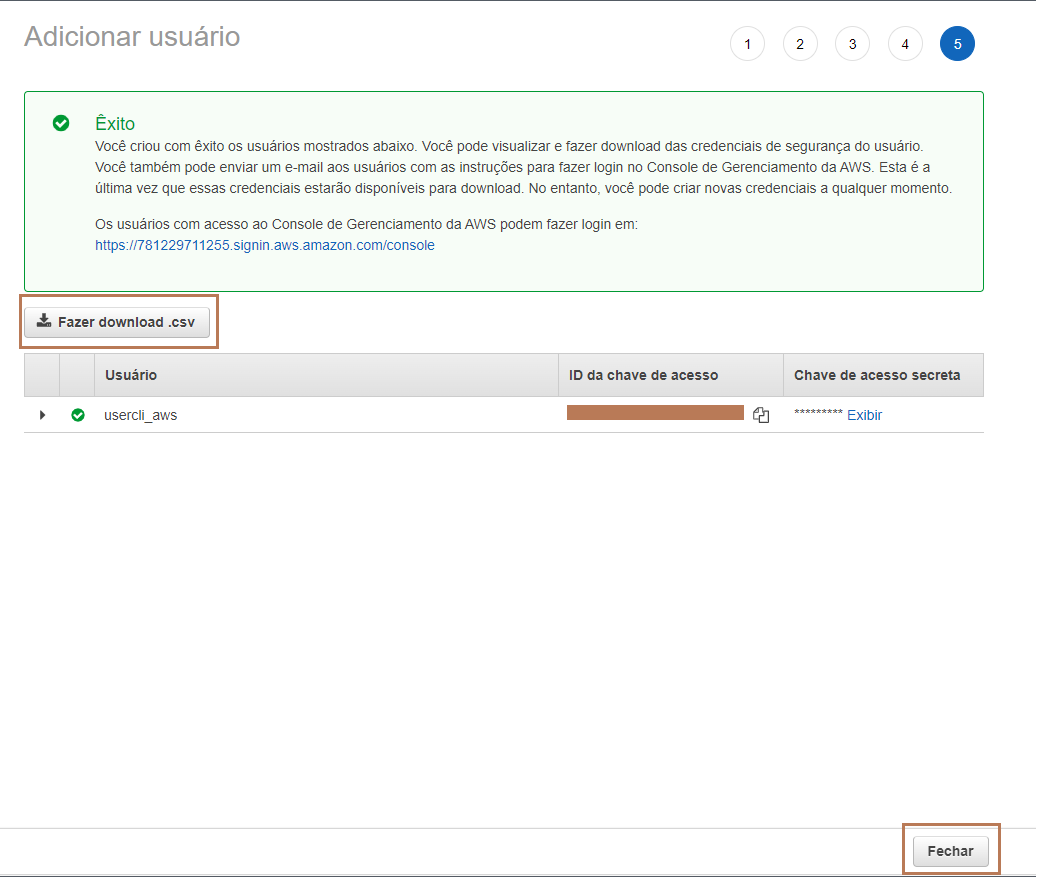 Adicionar usuário
1 2 3 4 5
Êxito
Você criou com êxito os usuários mostrados abaixo. Você pode visualizar e fazer download das credenciais de segurança do usuário.
Você também pode enviar um e-mail aos usuários com as instruções para fazer login no Console de Gerenciamento da AWS. Esta é a
última vez que essas credenciais estarão disponíveis para download. No entanto, você pode criar novas credenciais a qualquer momento.
Os usuários com acesso ao Console de Gerenciamento da AWS podem fazer login em:
https://781229711255.signin.aws.amazon.com/console
Fazer download .csv
Usuário ID da chave de acesso Chave de acesso secreta
usercli_aws ********* Exibir
Fechar